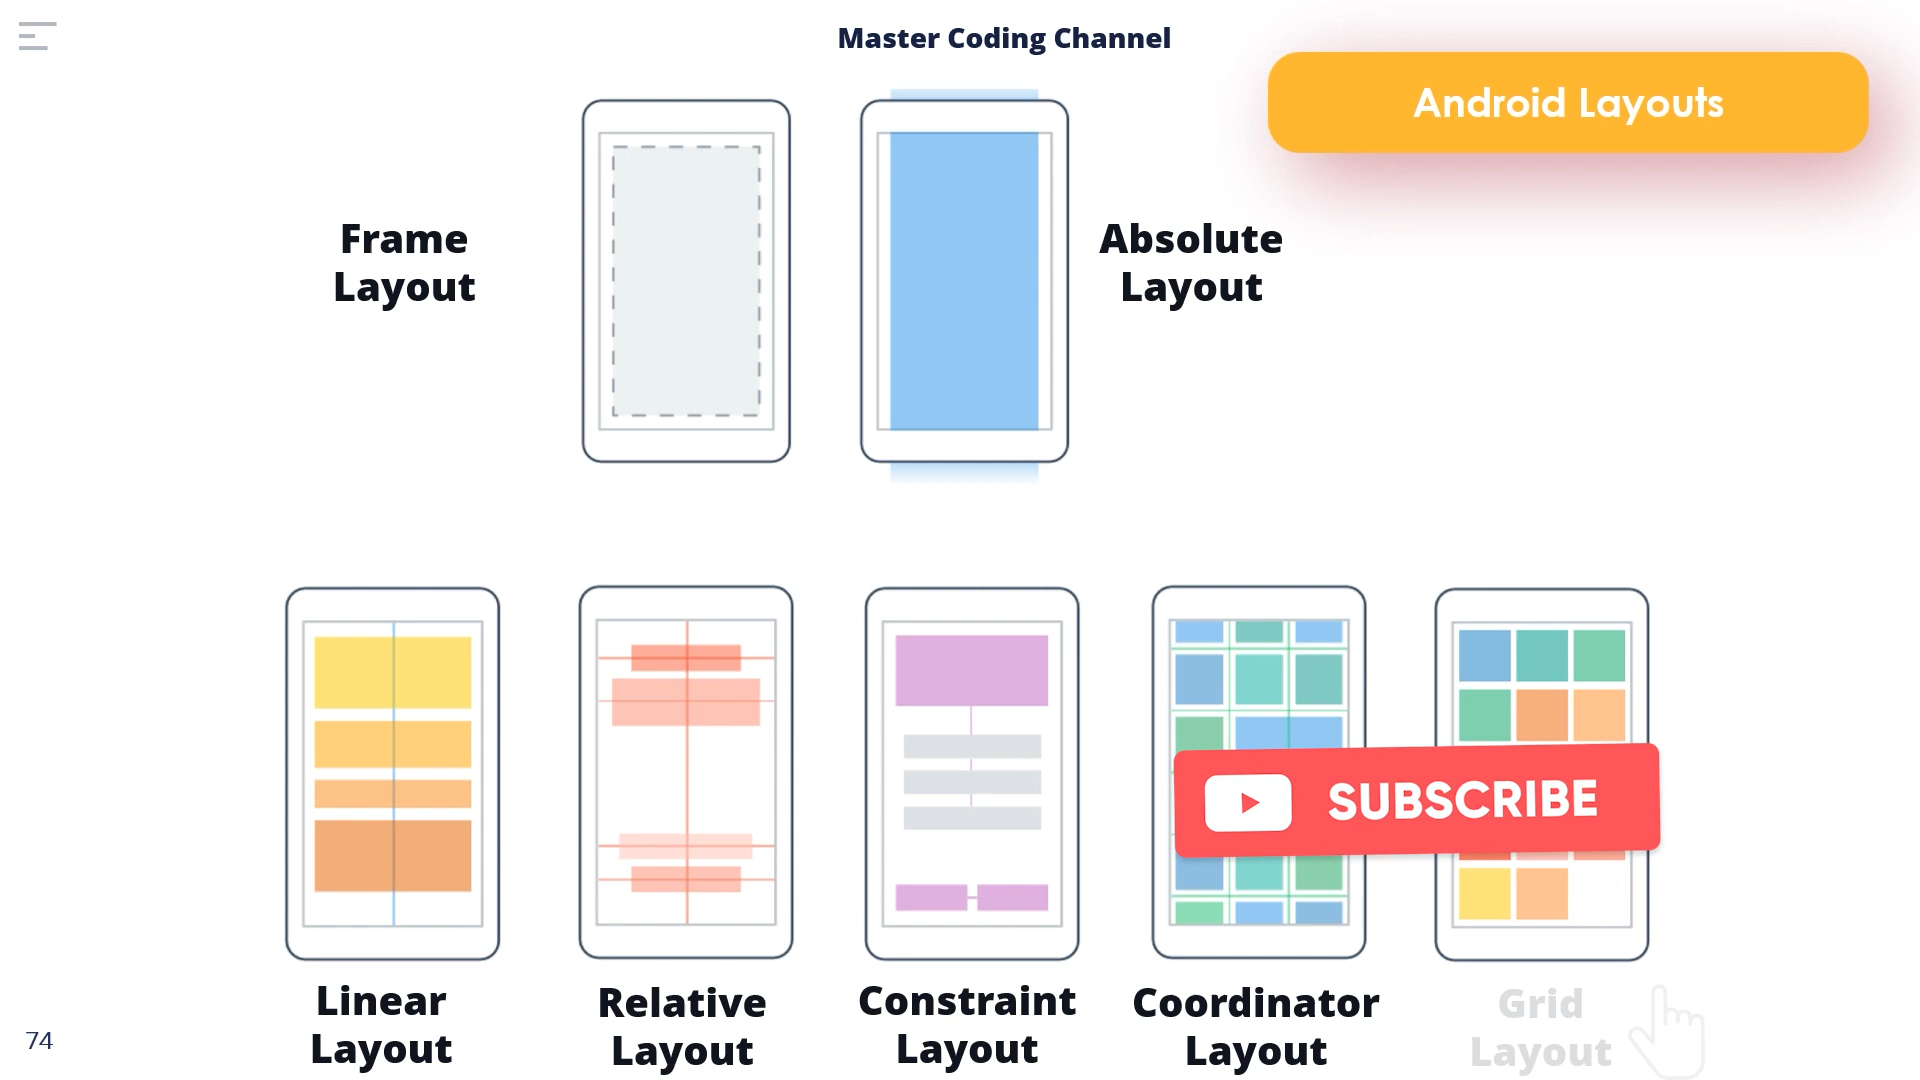 Master Coding Channel
Android Layouts
Frame
Layout
Absolute
Layout
SUBSCRIBE
Linear
Layout
Relative
Layout
Constraint
Layout
Coordinator
Layout
Grid
Layout
74